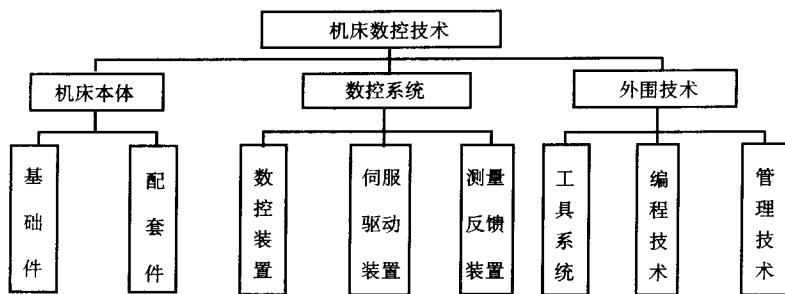 机床数控技术
机床本体
数控系统
外围技术
基础件
配套件
数控装置
伺服驱动装置
测量反馈装置
工具系统
编程技术
管理技术